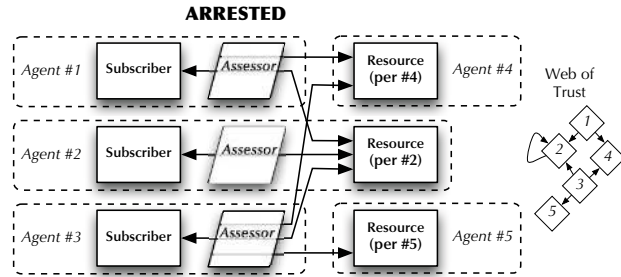 ARRESTED
Agent #1
Subscriber
Assessor
Resource
(per #4)
Agent #4
Agent #2
Subscriber
Assessor
Resource
(per #2)
Agent #3
Subscriber
Assessor
Resource
(per #5)
Agent #5
Web of
Trust
1
2
4
3
5